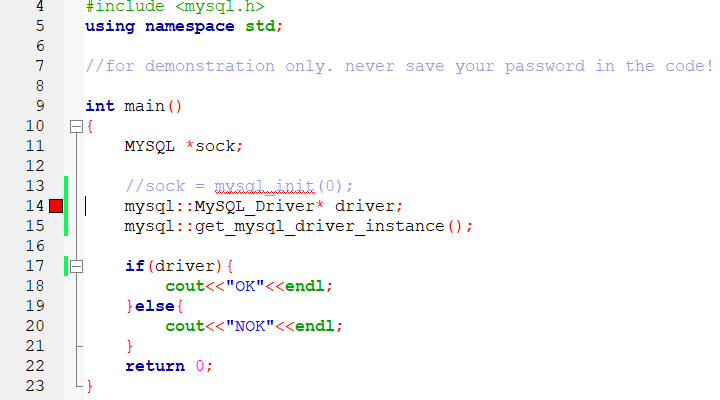 4 #include <mysql.h>
5 using namespace std;
6
7 //for demonstration only. never save your password in the code!
8
9 int main()
10 {
11 MYSQL *sock;
12
13 //sock = mysql_init(0);
14 mysql::MySQL_Driver* driver;
15 mysql::get_mysql_driver_instance();
16
17 if(driver){
18 cout<<"OK"<<endl;
19 }else{
20 cout<<"NOK"<<endl;
21 }
22 return 0;
23 }